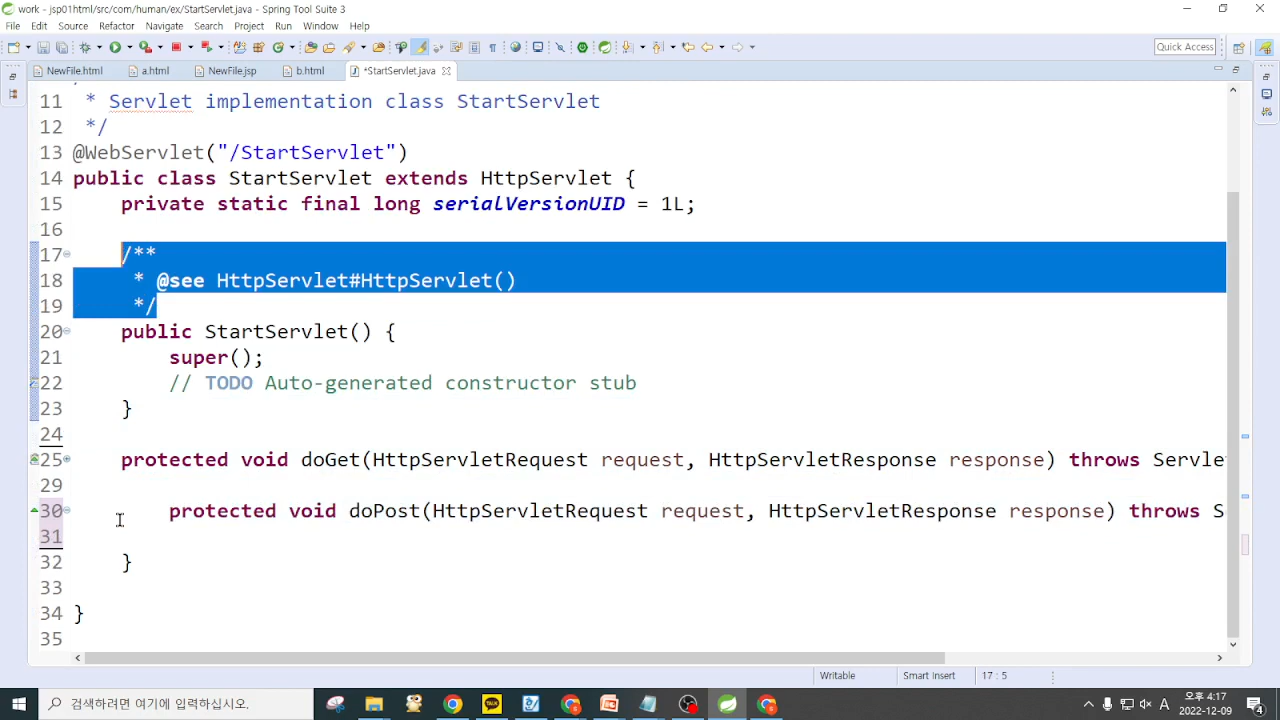 work - jsp01html/src/com/human/ex/StartServlet.java - Spring Tool Suite 3
File Edit Source Refactor Navigate Search Project Run Window Help
Quick Access
NewFile.html a.html NewFile.jsp b.html *StartServlet.java
11 * Servlet implementation class StartServlet
12 */
13 @WebServlet("/StartServlet")
14 public class StartServlet extends HttpServlet {
15 private static final long serialVersionUID = 1L;
16
17 /**
18 * @see HttpServlet#HttpServlet()
19 */
20 public StartServlet() {
21 super();
22 // TODO Auto-generated constructor stub
23 }
24
25 protected void doGet(HttpServletRequest request, HttpServletResponse response) throws Servle
29
30 protected void doPost(HttpServletRequest request, HttpServletResponse response) throws S
31
32 }
33
34 }
35
Writable Smart Insert 17 : 5
검색하려면 여기에 입력하십시오.
TALK
A
오후 4:17
2022-12-09
4